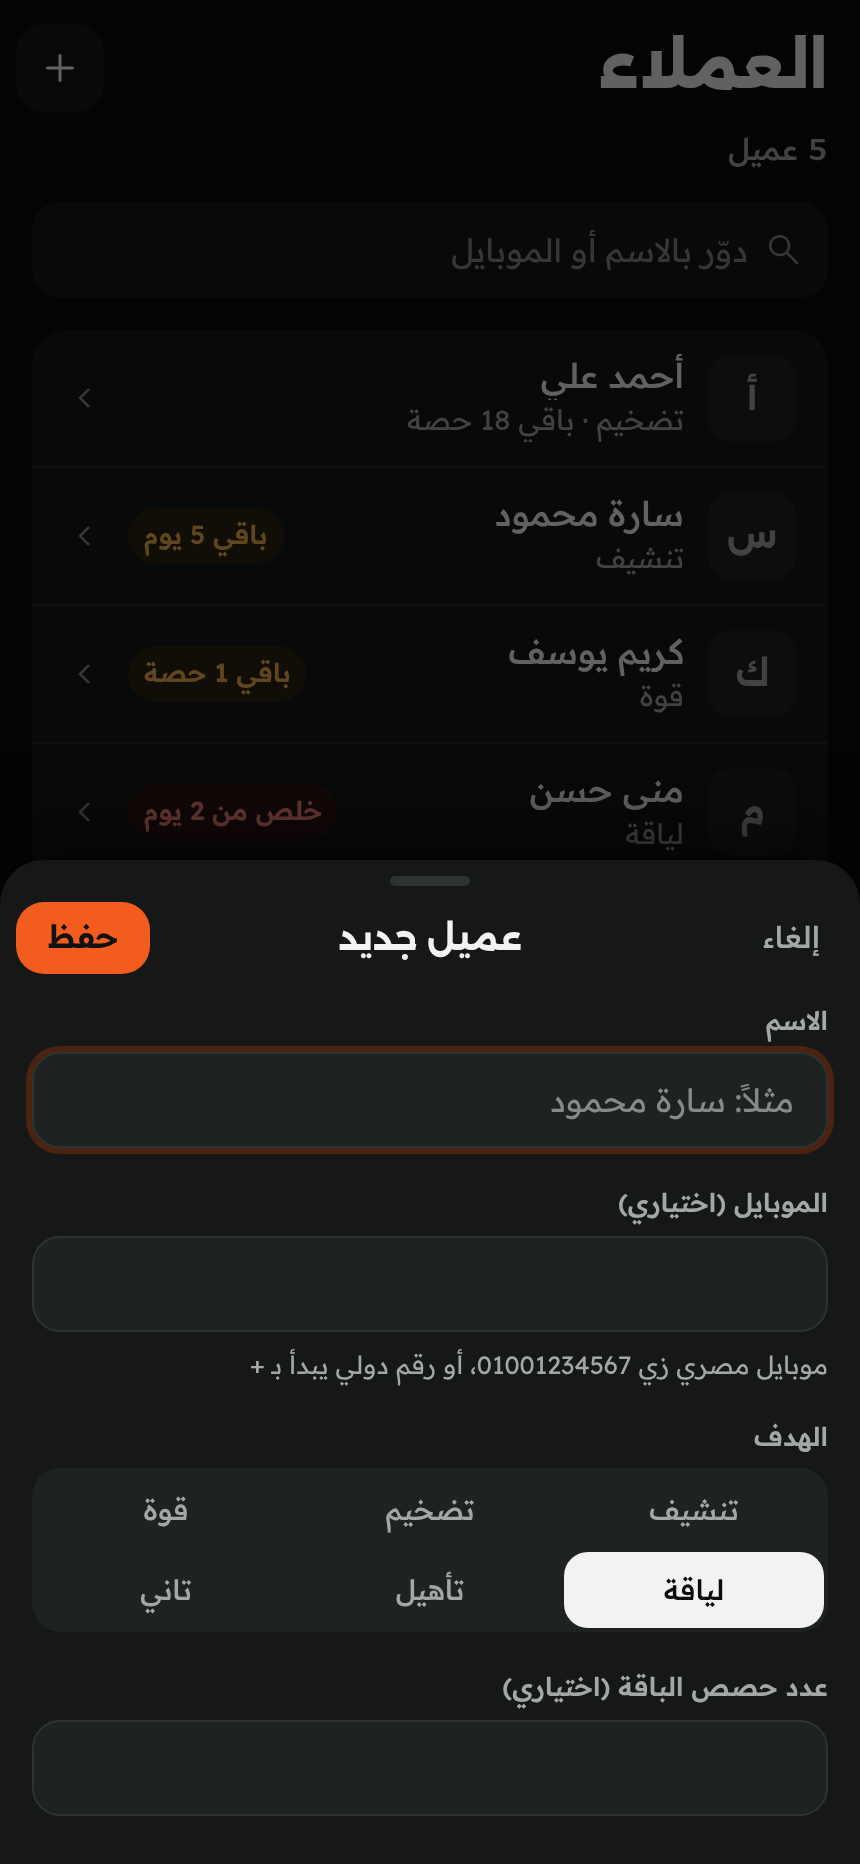 العملاء
5 عميل
دوّر بالاسم أو الموبايل
أ
أحمد علي
تضخيم · باقي 18 حصة
س
سارة محمود
تنشيف
باقي 5 يوم
ك
كريم يوسف
قوة
باقي 1 حصة
م
منى حسن
لياقة
خلص من 2 يوم
إلغاء
عميل جديد
حفظ
الاسم
مثلاً: سارة محمود
الموبايل (اختياري)
موبايل مصري زي 01001234567، أو رقم دولي يبدأ بـ +
الهدف
تنشيف
تضخيم
قوة
لياقة
تأهيل
تاني
عدد حصص الباقة (اختياري)